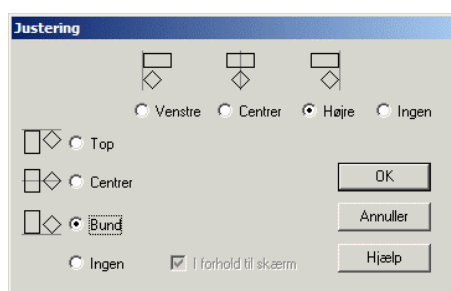 Justering
Venstre Centrer Højre Ingen
Top
Centrer
OK
Bund
Annuller
Ingen
I forhold til skærm
Hjælp